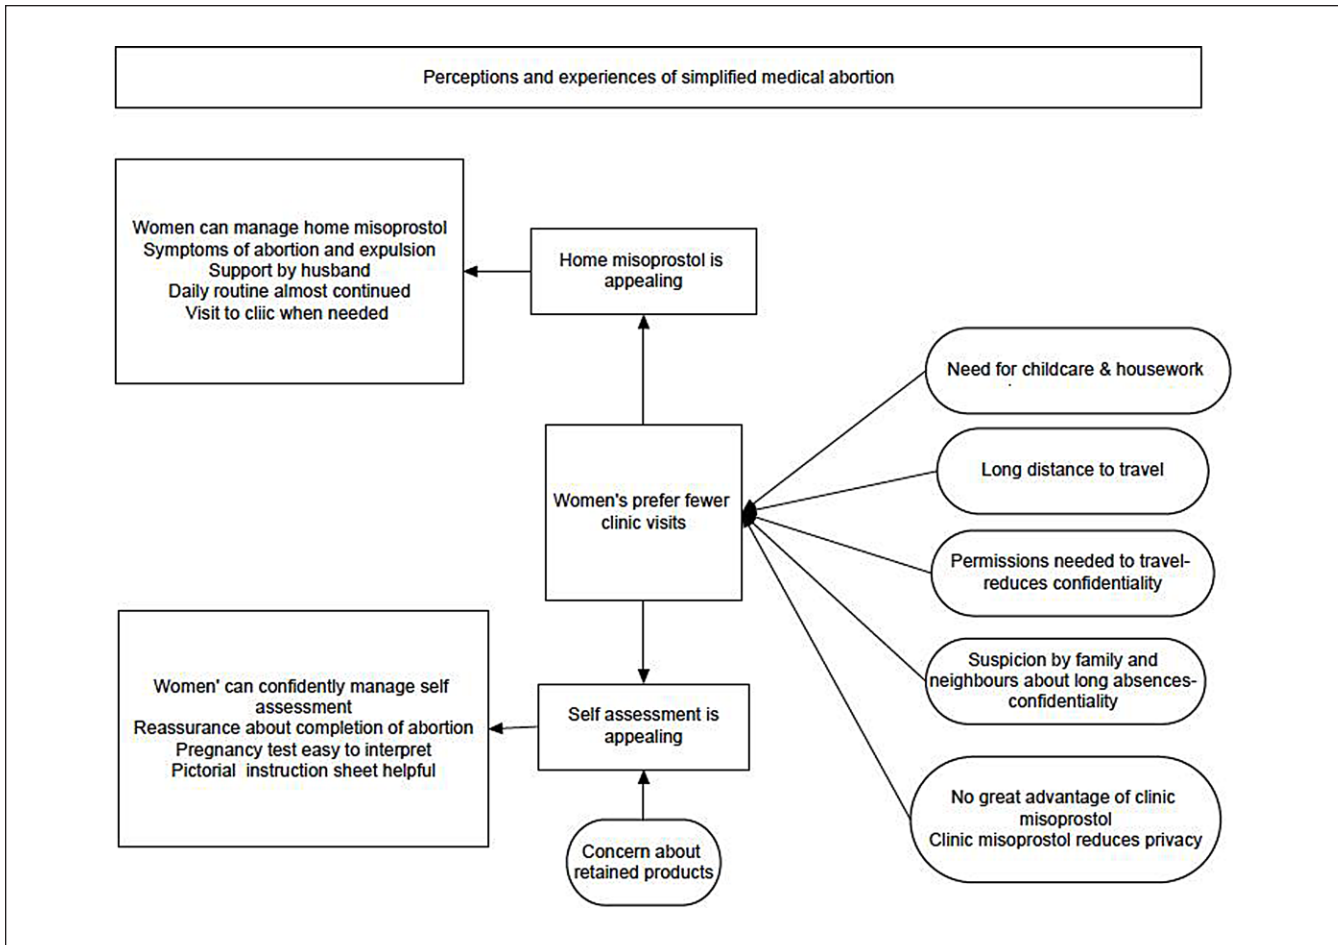 Perceptions and experiences of simplified medical abortion
Women can manage home misoprostol
Symptoms of abortion and expulsion
Support by husband
Daily routine almost continued
Visit to cliic when needed
Home misoprostol is
appealing
Need for childcare & housework
Long distance to travel
Women's prefer fewer
clinic visits
Permissions needed to travel-
reduces confidentiality
Suspicion by family and
neighbours about long absences-
confidentiality
Women' can confidently manage self
assessment
Reassurance about completion of abortion
Pregnancy test easy to interpret
Pictorial instruction sheet helpful
Self assessment is
appealing
No great advantage of clinic
misoprostol
Clinic misoprostol reduces privacy
Concern about
retained products